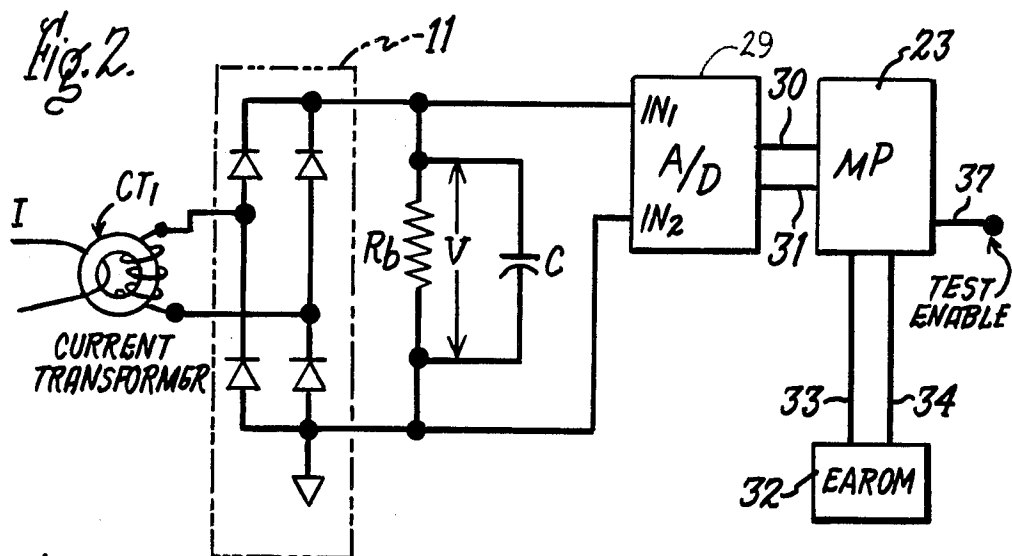 Fig. 2.
11
29
23
30
IN1
A/D
MP
CT1
I
37
IN2
31
Rb
V
C
TEST
ENABLE
CURRENT
TRANSFORMER
33
34
32
EAROM